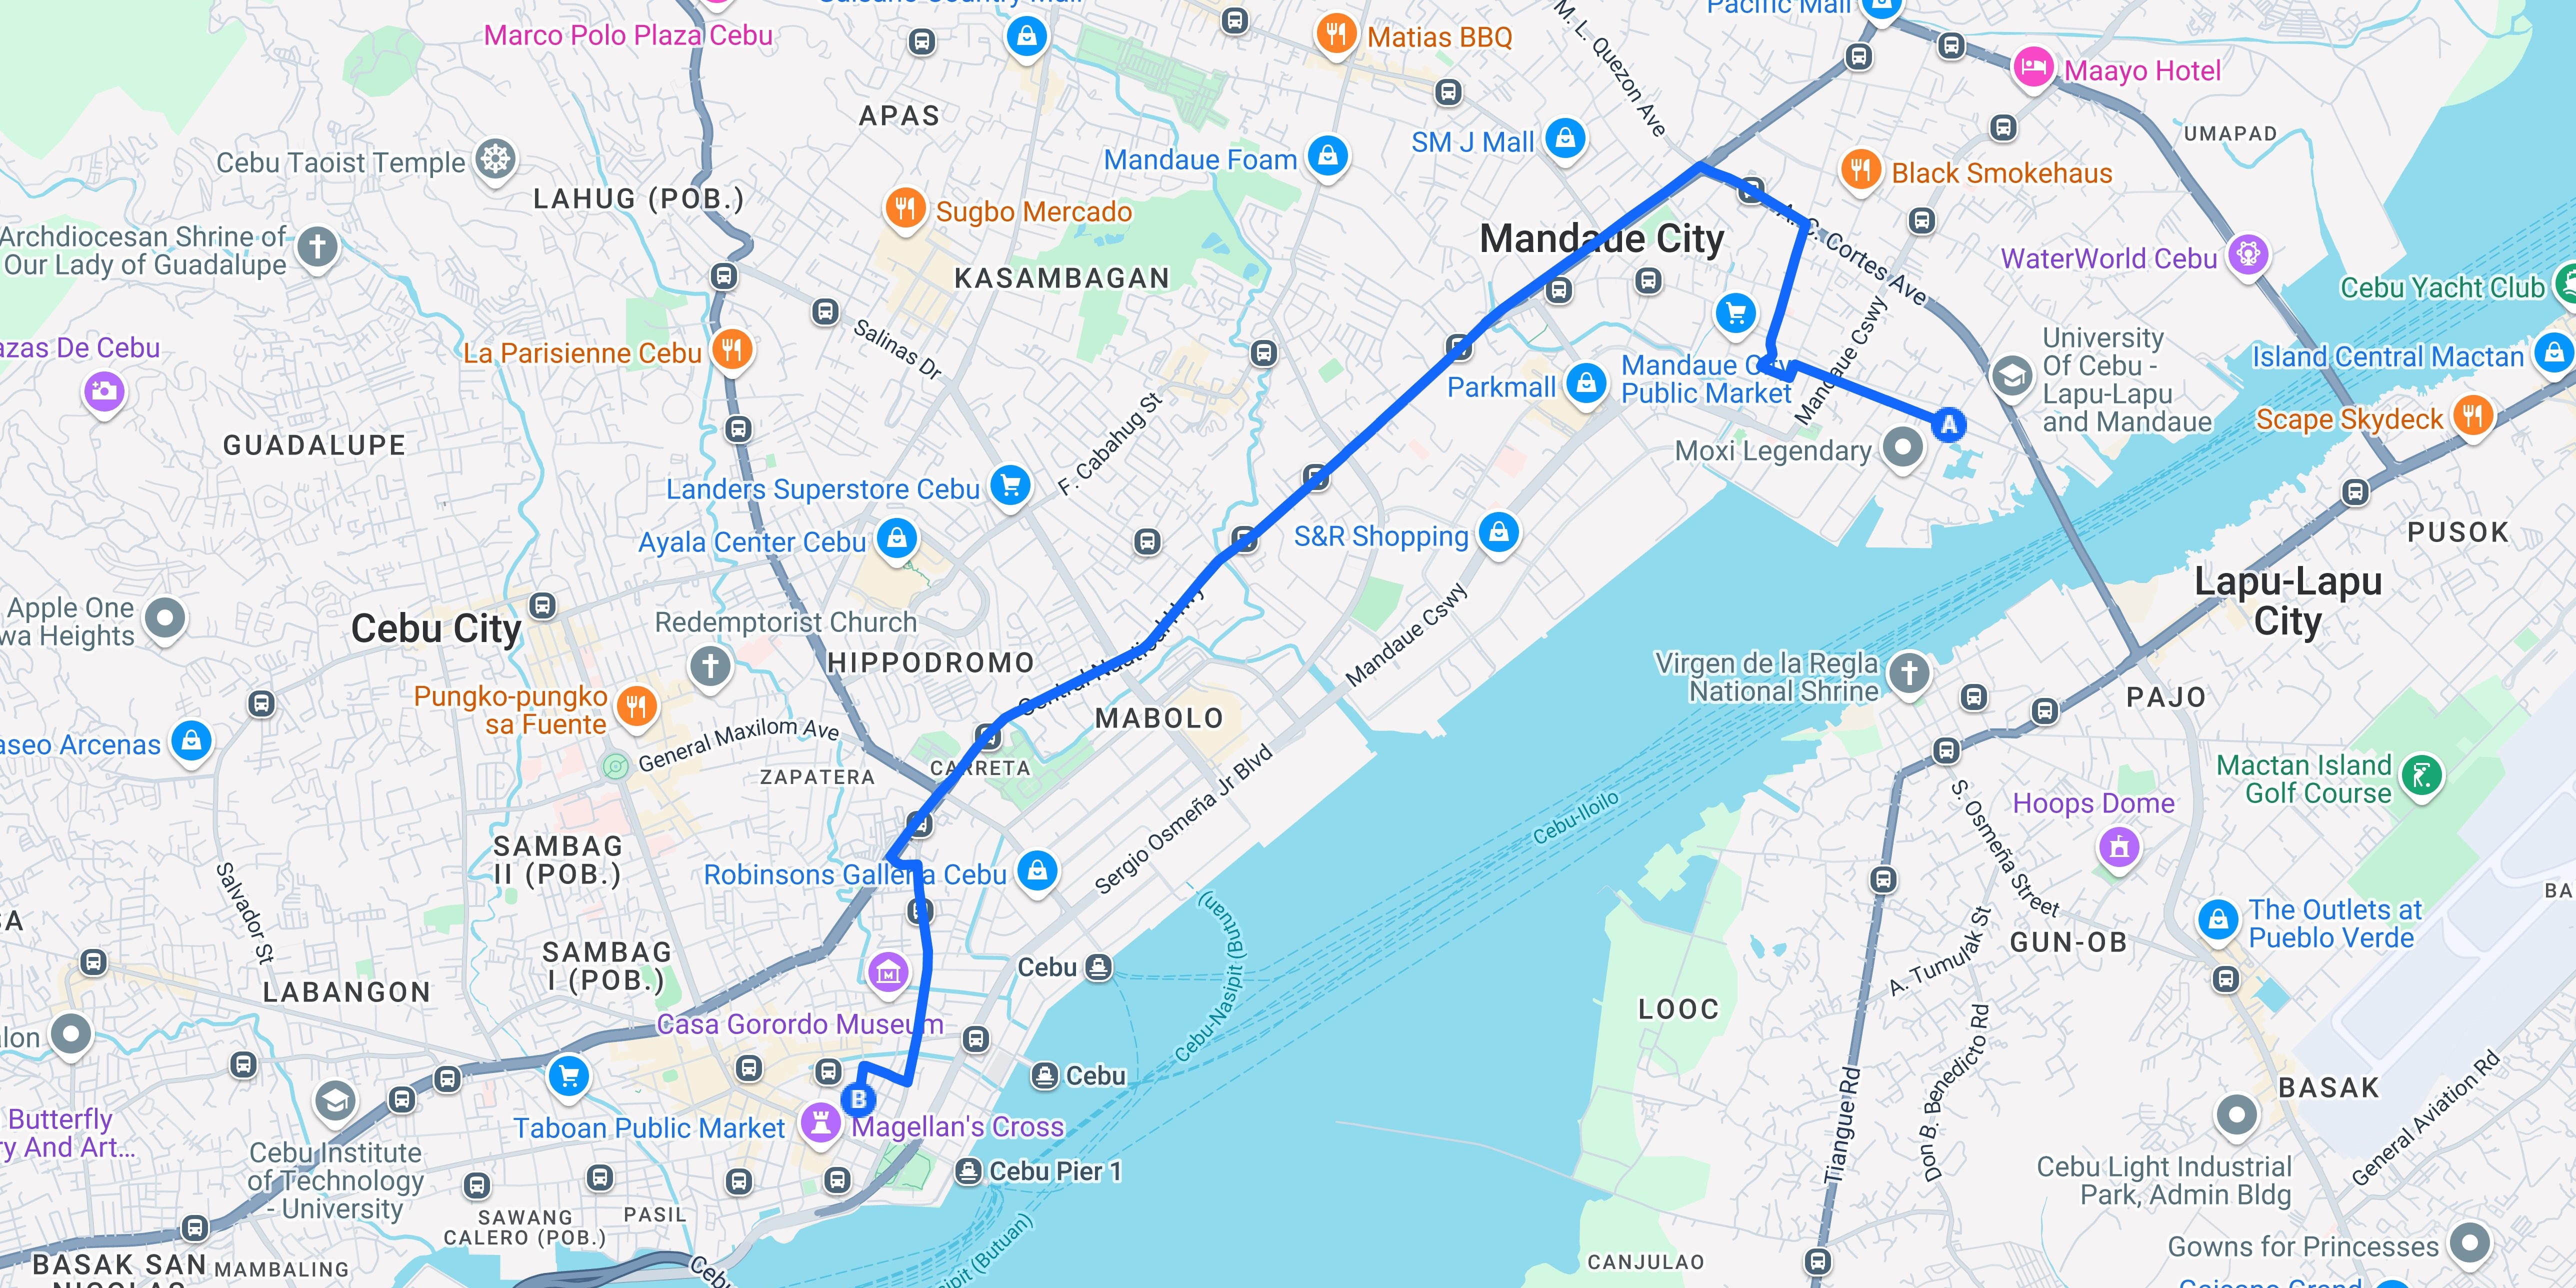 Marco Polo Plaza Cebu
Matias BBQ
Pacific Mall
Maayo Hotel
M. L. Quezon Ave
APAS
SM J Mall
UMAPAD
Cebu Taoist Temple
Mandaue Foam
Black Smokehaus
LAHUG (POB.)
Sugbo Mercado
A. C. Cortes Ave
Archdiocesan Shrine of
Our Lady of Guadalupe
Mandaue City
KASAMBAGAN
WaterWorld Cebu
Cebu Yacht Club
azas De Cebu
La Parisienne Cebu
Salinas Dr
Mandaue Cswy
University
Of Cebu -
Lapu-Lapu
and Mandaue
Island Central Mactan
Parkmall
Mandaue City
Public Market
GUADALUPE
F. Cabahug St
Moxi Legendary
A
Scape Skydeck
Landers Superstore Cebu
Ayala Center Cebu
S&R Shopping
PUSOK
Lapu-Lapu
City
Apple One
wa Heights
Cebu City
Redemptorist Church
Central Nautical Hwy
Mandaue Cswy
HIPPODROMO
Virgen de la Regla
National Shrine
Pungko-pungko
sa Fuente
MABOLO
PAJO
General Maxilom Ave
aseo Arcenas
ZAPATERA
CARRETA
Mactan Island
Golf Course
Sergio Osmeña Jr Blvd
Cebu-Iloilo
S. Osmeña Street
Hoops Dome
SAMBAG
II (POB.)
Robinsons Galleria Cebu
Salvador St
SA
BA
The Outlets at
Pueblo Verde
A. Tumulak St
GUN-OB
SAMBAG
I (POB.)
Cebu
Cebu-Nasipit (Butuan)
LABANGON
LOOC
Casa Gorordo Museum
alon
Cebu
Don B. Benedicto Rd
Tiangue Rd
BASAK
General Aviation Rd
B
Butterfly
ry And Art...
Taboan Public Market
Magellan's Cross
Cebu Institute
of Technology
- University
Cebu Pier 1
Cebu Light Industrial
Park, Admin Bldg
SAWANG
CALERO (POB.)
PASIL
sipit (Butuan)
Gowns for Princesses
BASAK SAN
MAMBALING
CANJULAO